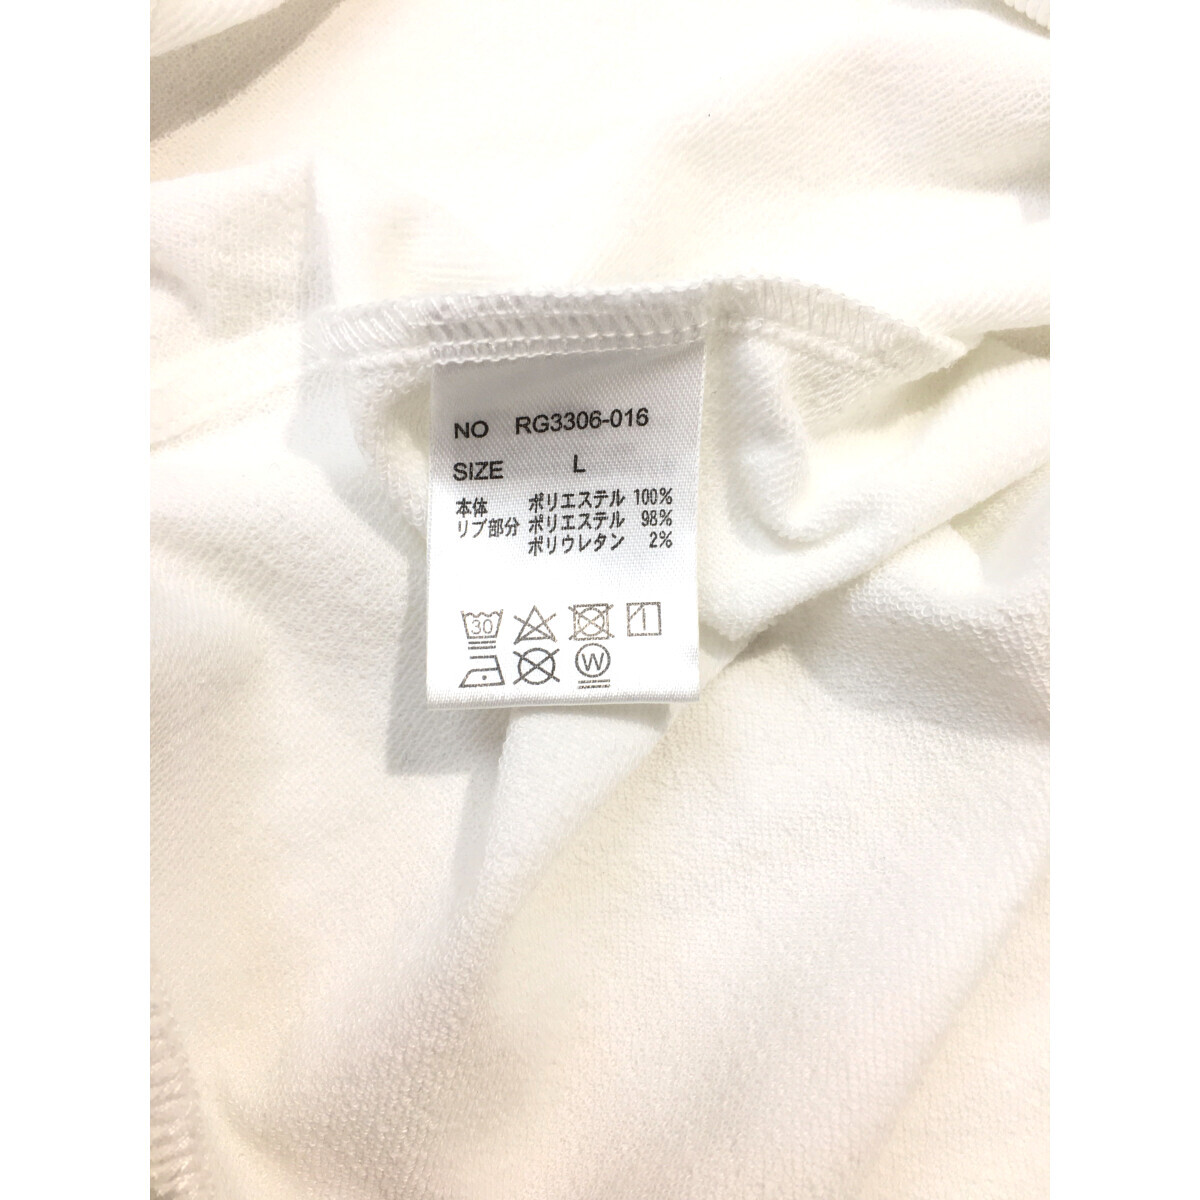 NO RG3306-016
SIZE L
本体 ポリエステル 100%
リブ部分 ポリエステル 98%
ポリウレタン 2%
30
W